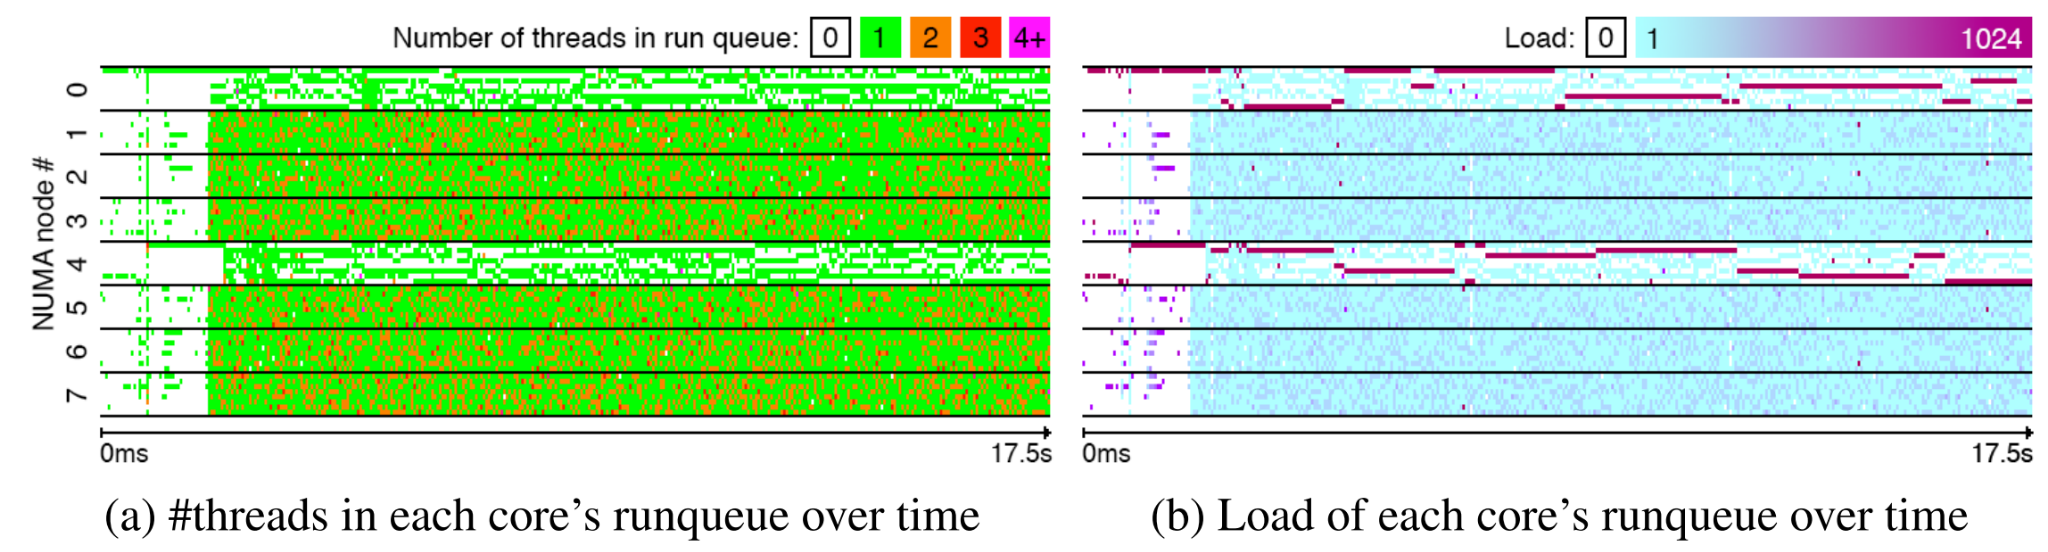 Number of threads in run queue: 0 1 2 3 4+
Load: 0 1 1024
NUMA node #
0
1
2
3
4
5
6
7
0ms 17.5s
0ms 17.5s
(a) #threads in each core's runqueue over time
(b) Load of each core's runqueue over time